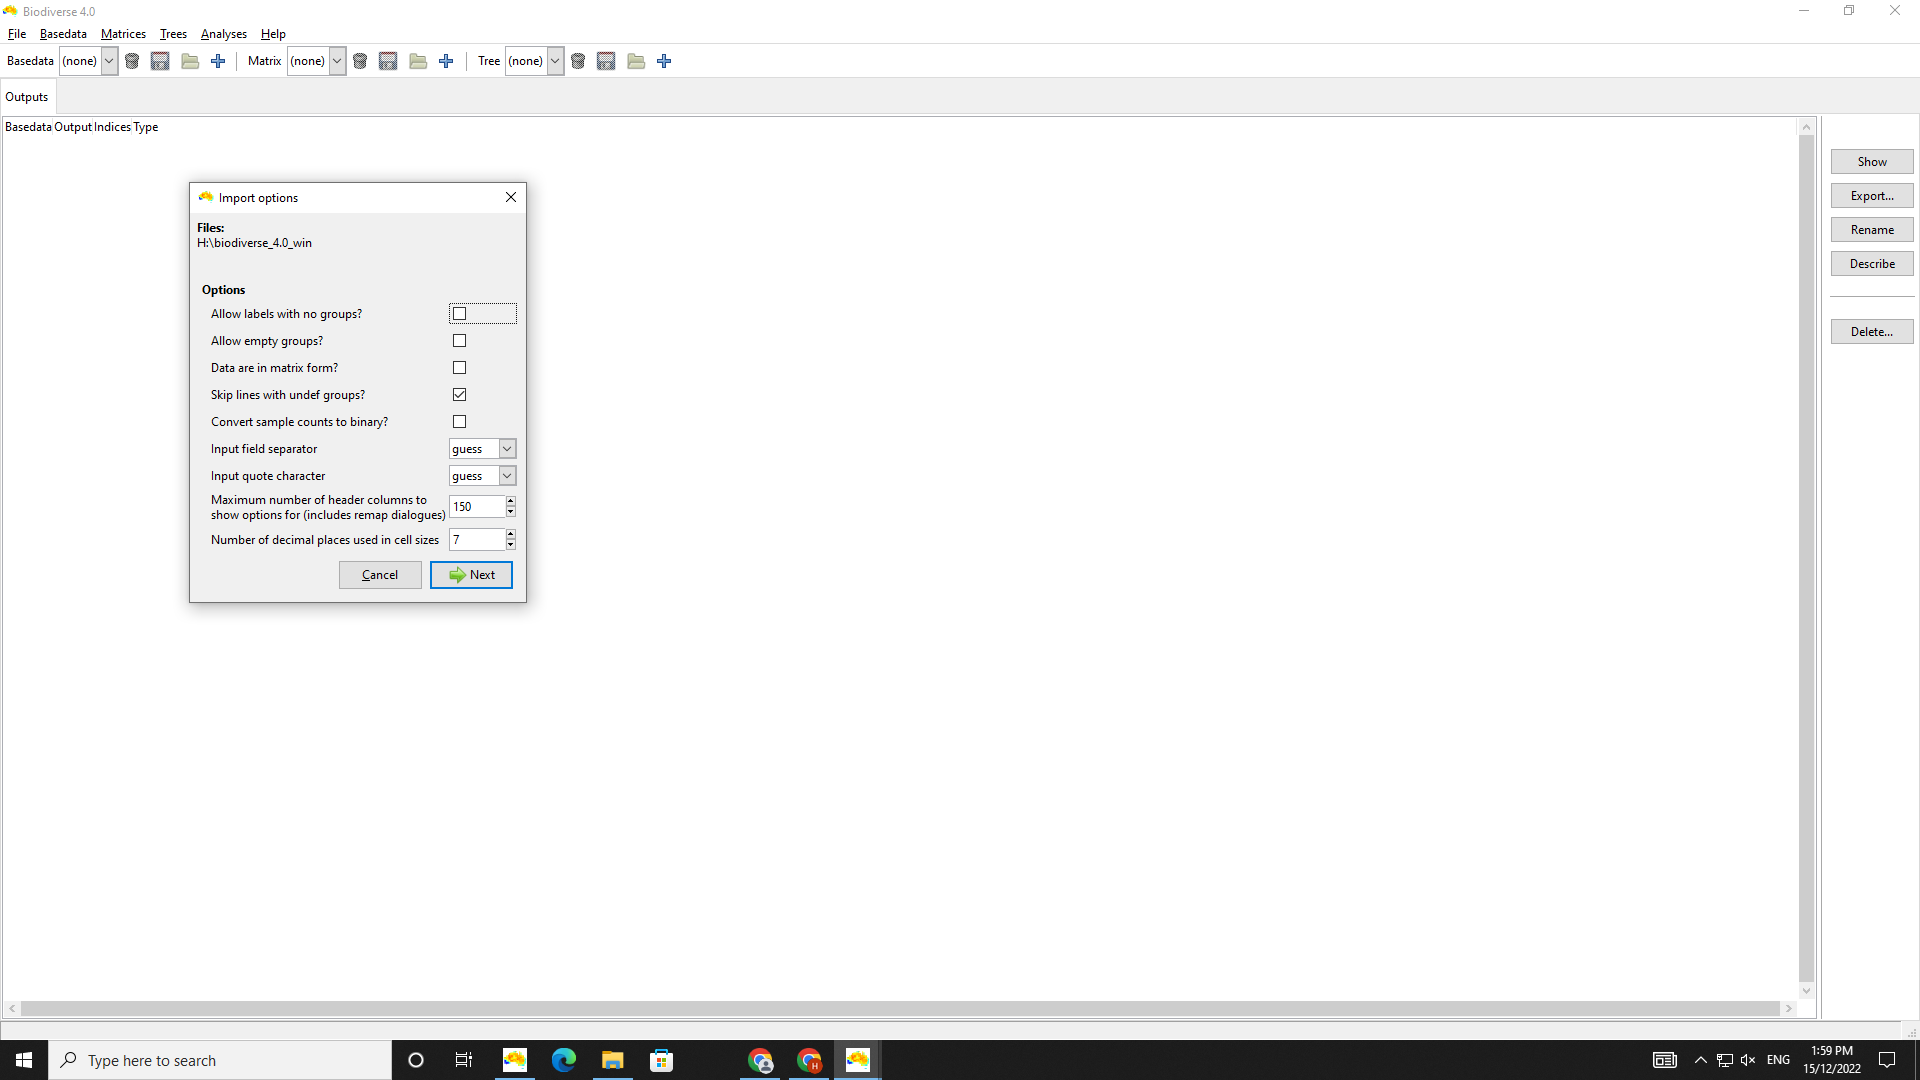 Biodiverse 4.0
File Basedata Matrices Trees Analyses Help
Basedata (none) Matrix (none) Tree (none)
Outputs
Basedata Output Indices Type
Show
Export...
Rename
Describe
Delete...
Import options
Files:
H:\biodiverse_4.0_win
Options
Allow labels with no groups?
Allow empty groups?
Data are in matrix form?
Skip lines with undef groups?
Convert sample counts to binary?
Input field separator guess
Input quote character guess
Maximum number of header columns to
show options for (includes remap dialogues) 150
Number of decimal places used in cell sizes 7
Cancel Next
Type here to search
H
ENG
1:59 PM
15/12/2022